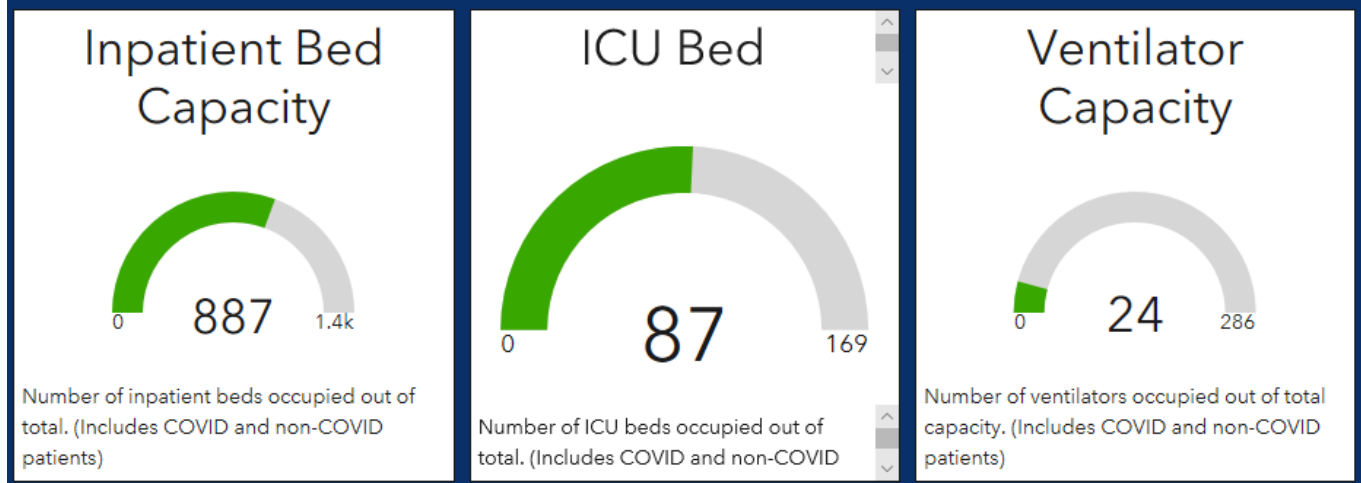 Inpatient Bed
Capacity
0
887
1.4k
Number of inpatient beds occupied out of
total. (Includes COVID and non-COVID
patients)
ICU Bed
0
87
169
Number of ICU beds occupied out of
total. (Includes COVID and non-COVID
Ventilator
Capacity
0
24
286
Number of ventilators occupied out of total
capacity. (Includes COVID and non-COVID
patients)